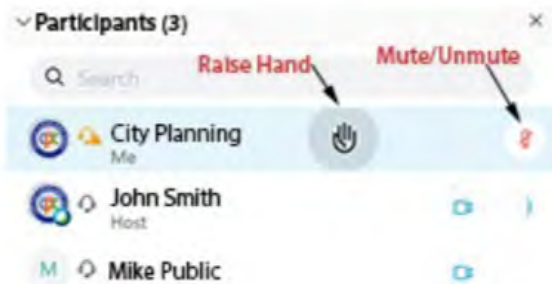 Participants (3)
Raise Hand
Mute/Unmute
Search
City Planning
Me
John Smith
Host
M Mike Public